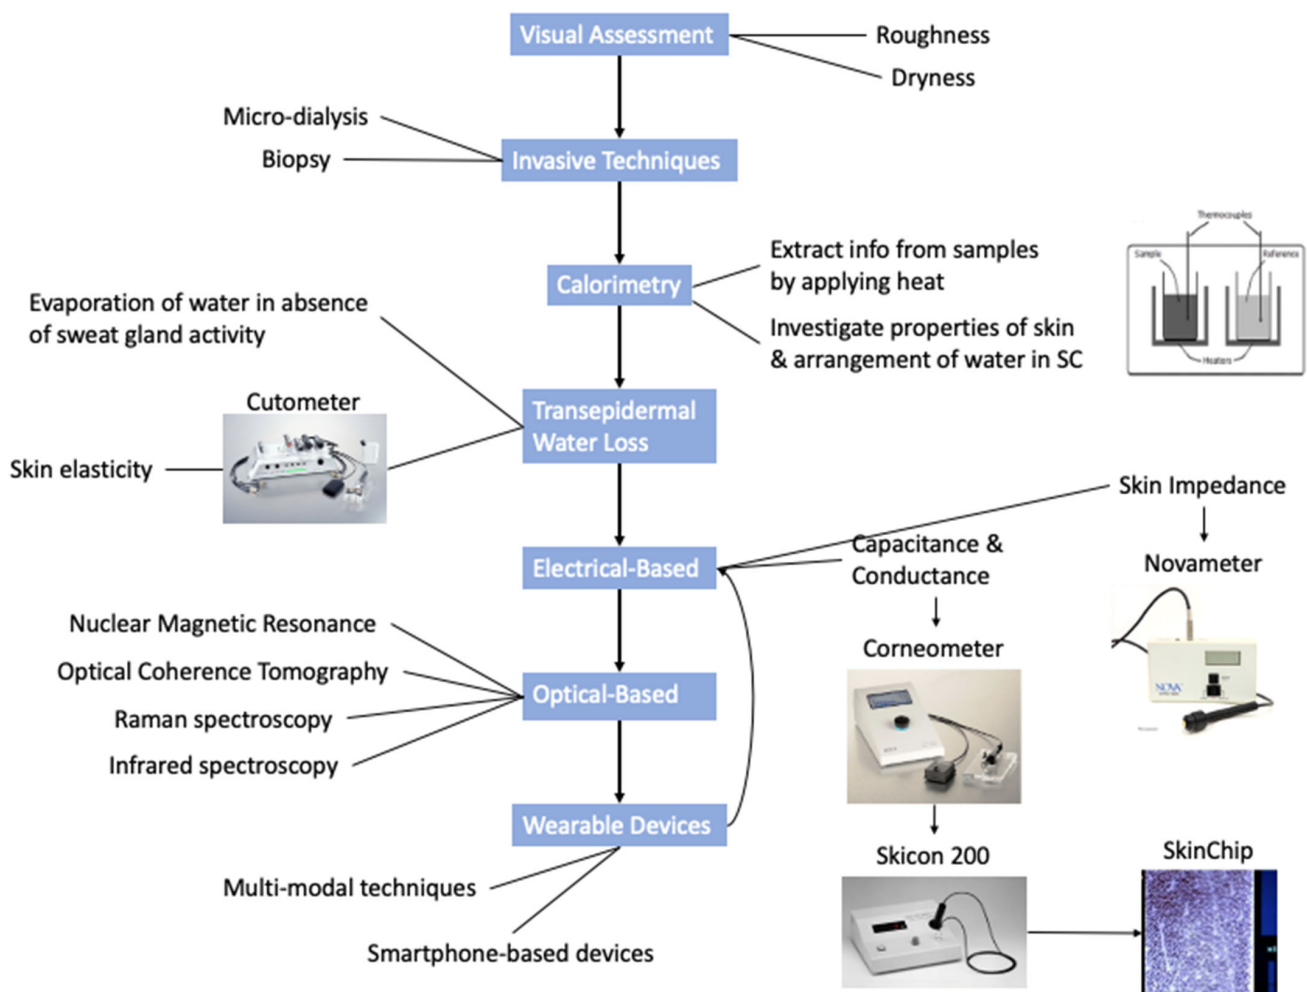 Visual Assessment
Roughness
Dryness
Micro-dialysis
Biopsy
Invasive Techniques
Thermocouples
Sample
Reference
Heaters
Calorimetry
Extract info from samples
by applying heat
Investigate properties of skin
& arrangement of water in SC
Evaporation of water in absence
of sweat gland activity
Cutometer
Skin elasticity
Transepidermal
Water Loss
Skin Impedance
Novameter
NOVA
Electrical-Based
Capacitance &
Conductance
Corneometer
Nuclear Magnetic Resonance
Optical Coherence Tomography
Raman spectroscopy
Infrared spectroscopy
Optical-Based
Wearable Devices
Multi-modal techniques
Smartphone-based devices
Skicon 200
SkinChip